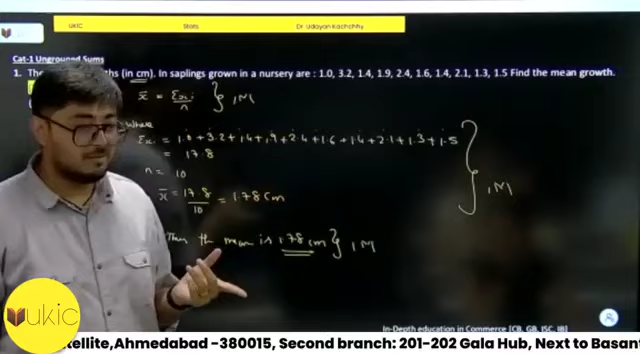 UKIC Stats Dr. Udayan Kachchhy
Cat-1 Ungrouped Sums
1. The ths (in cm). In saplings grown in a nursery are : 1.0, 3.2, 1.4, 1.9, 2.4, 1.6, 1.4, 2.1, 1.3, 1.5 Find the mean growth.
x̄ = Σxi/n } 1M
where
Σxi = 1.0+3.2+1.4+1.9+2.4+1.6+1.4+2.1+1.3+1.5
= 17.8
n = 10
x̄ = 17.8/10 = 1.78 cm
} 1M
Then the mean is 1.78 cm } 1M
ukic
In-Depth education in Commerce [CB, GB, ISC, IB]
tellite,Ahmedabad -380015, Second branch: 201-202 Gala Hub, Next to Basan